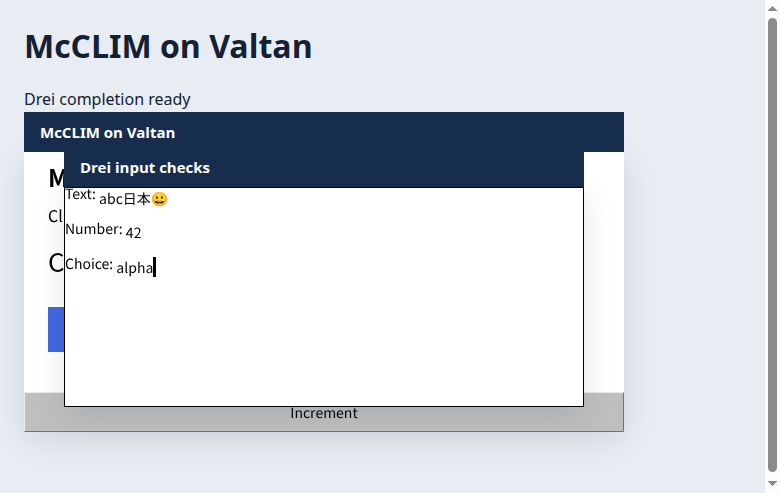 McCLIM on Valtan
Drei completion ready
McCLIM on Valtan
Drei input checks
M
Text: abc日本😀
Cl
Number: 42
C
Choice: alpha
Increment